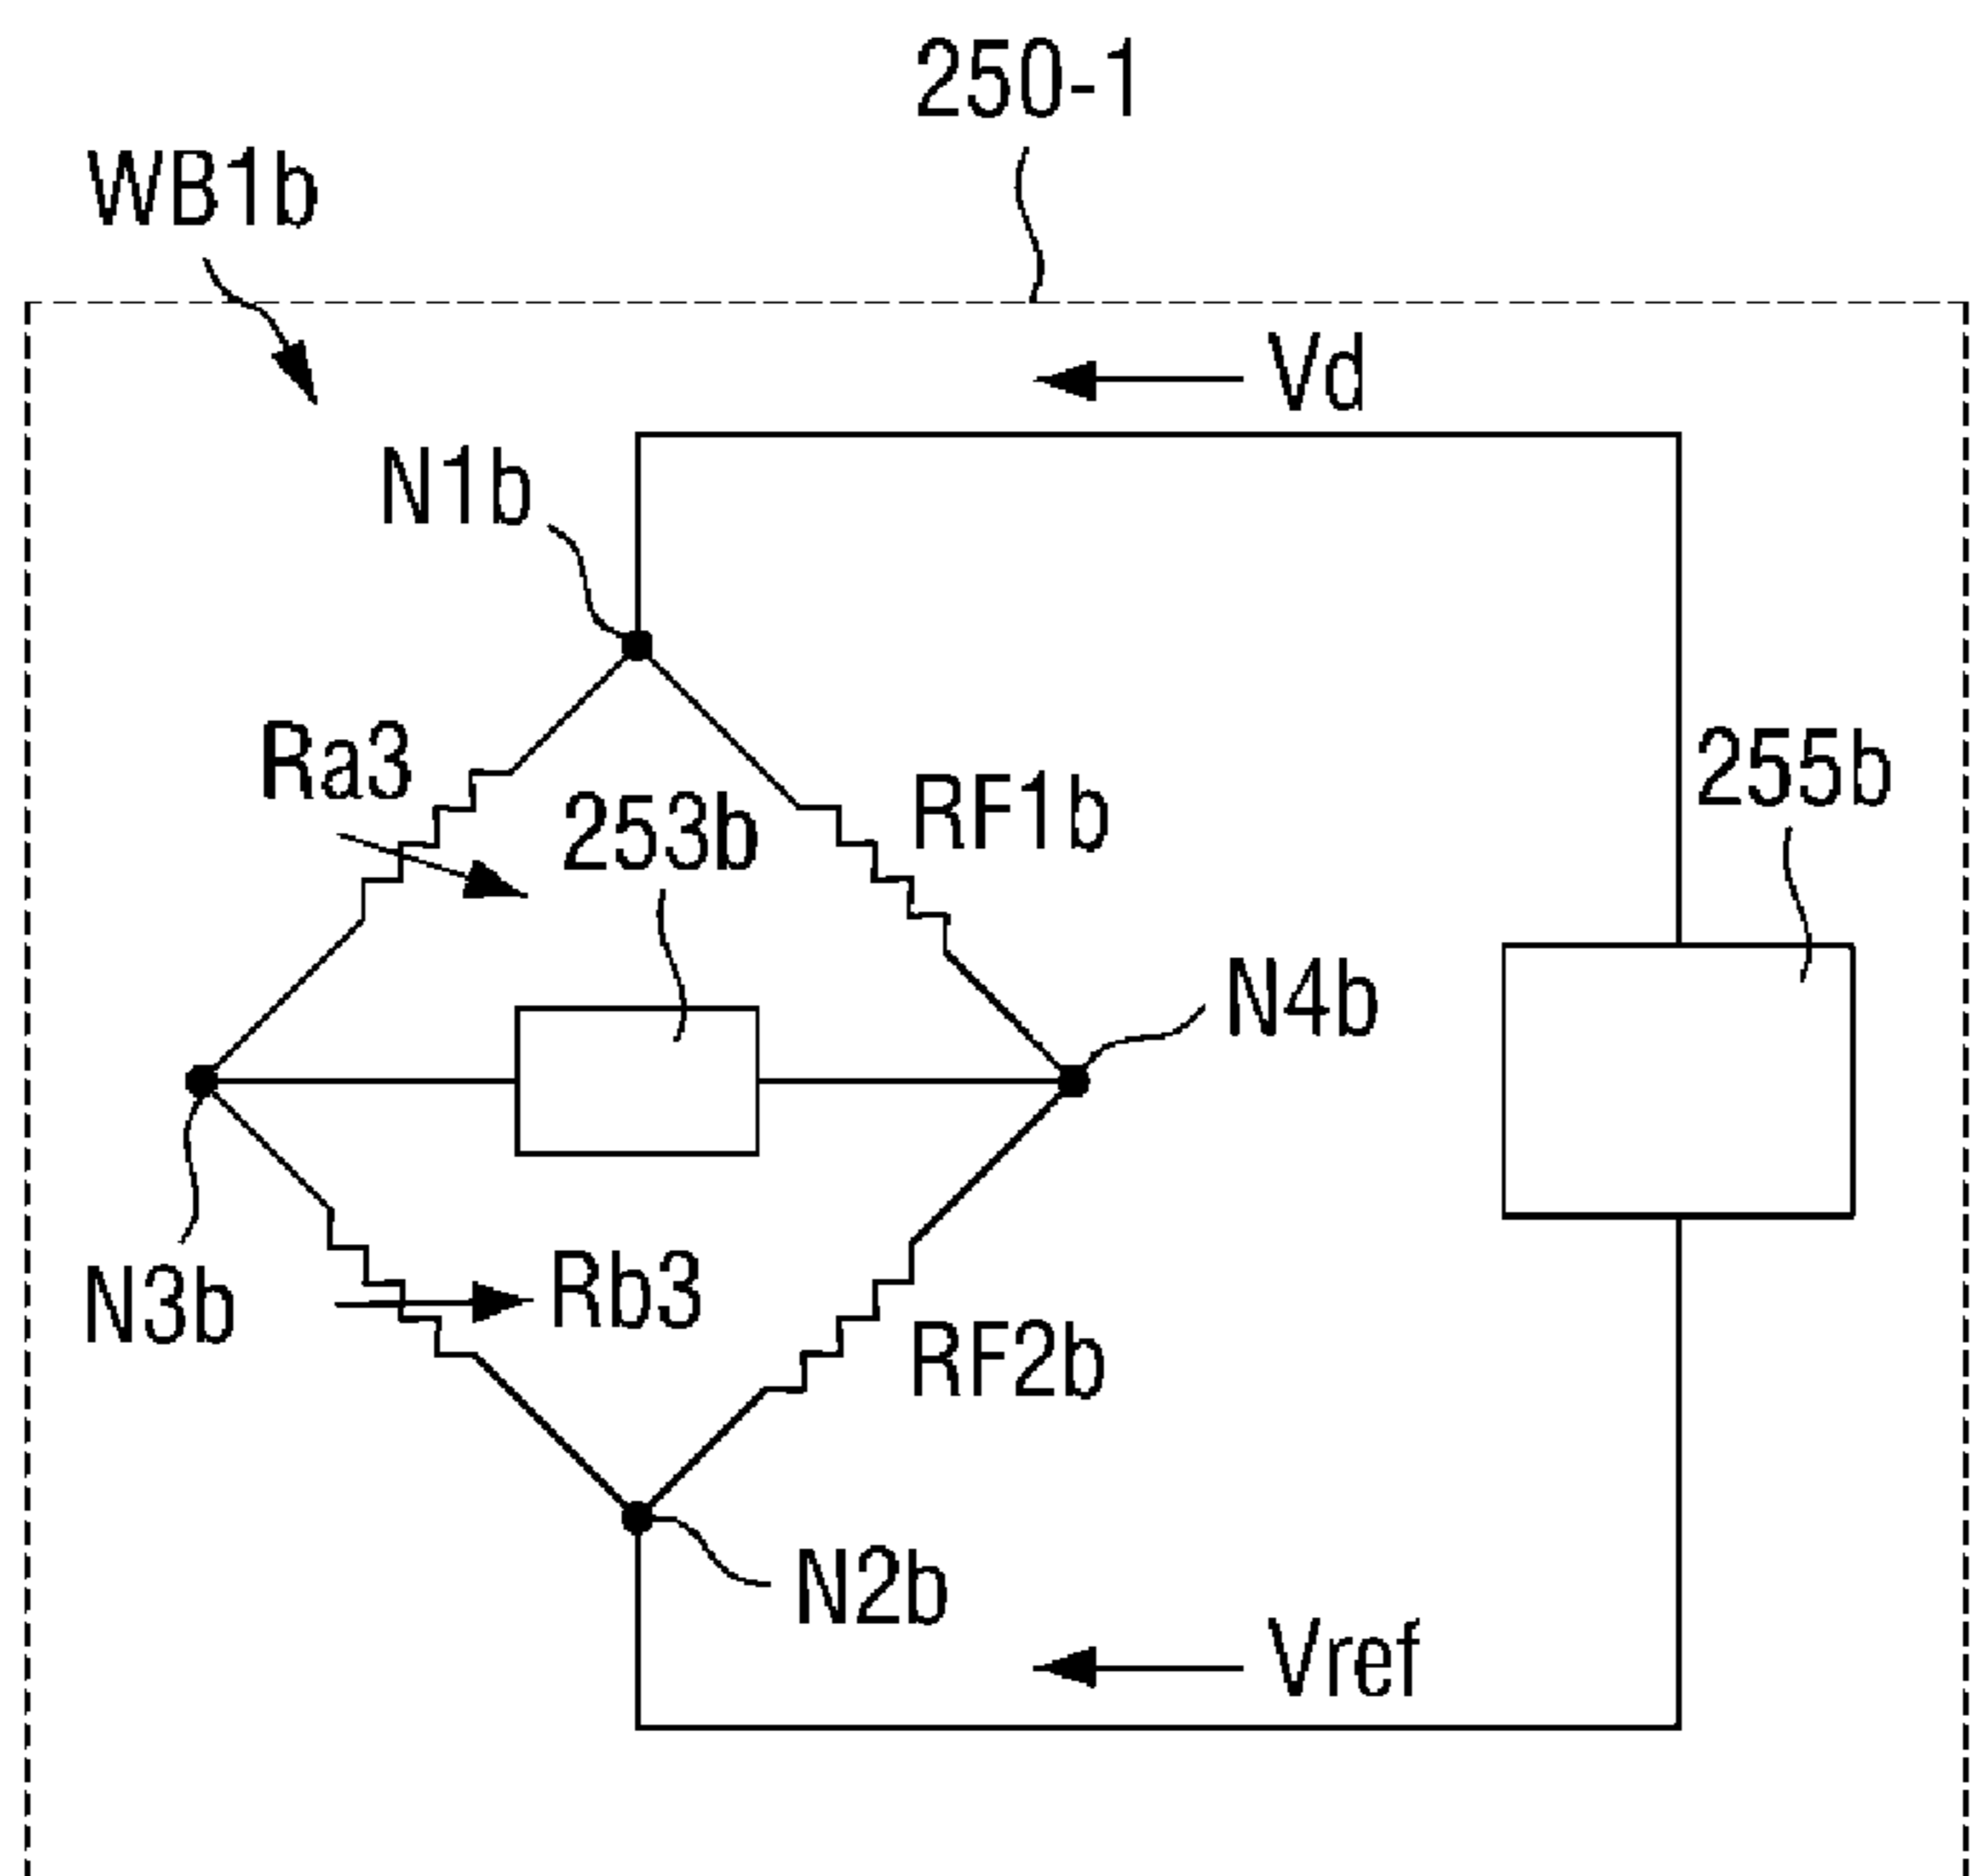 250-1
WB1b
Vd
N1b
Ra3
253b
RF1b
255b
N4b
N3b
Rb3
RF2b
N2b
Vref